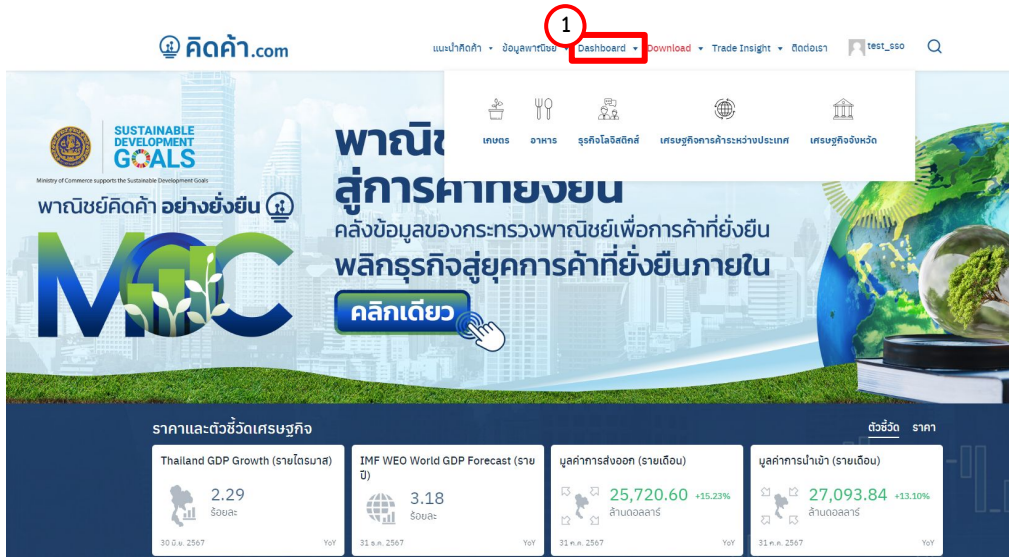 1
คิดค้า.com
แนะนำคิดค้า ข้อมูลพาณิชย์ Dashboard Download Trade Insight ติดต่อเรา test_sso
เกษตร อาหาร ธุรกิจโลจิสติกส์ เศรษฐกิจการค้าระหว่างประเทศ เศรษฐกิจจังหวัด
SUSTAINABLE
DEVELOPMENT
GOALS
Ministry of Commerce supports the Sustainable Development Goals
พาณิชย์คิดค้า อย่างยั่งยืน
MOC
สู่การค้าที่ยั่งยืน
คลังข้อมูลของกระทรวงพาณิชย์เพื่อการค้าที่ยั่งยืน
พลิกธุรกิจสู่ยุคการค้าที่ยั่งยืนภายใน
คลิกเดียว
ราคาและตัวชี้วัดเศรษฐกิจ
ตัวชี้วัด ราคา
Thailand GDP Growth (รายไตรมาส)
2.29
ร้อยละ
30 มิ.ย. 2567 YoY
IMF WEO World GDP Forecast (ราย
ปี)
3.18
ร้อยละ
31 ธ.ค. 2567 YoY
มูลค่าการส่งออก (รายเดือน)
25,720.60 +15.23%
ล้านดอลลาร์
31 ก.ค. 2567 YoY
มูลค่าการนำเข้า (รายเดือน)
27,093.84 +13.10%
ล้านดอลลาร์
31 ก.ค. 2567 YoY